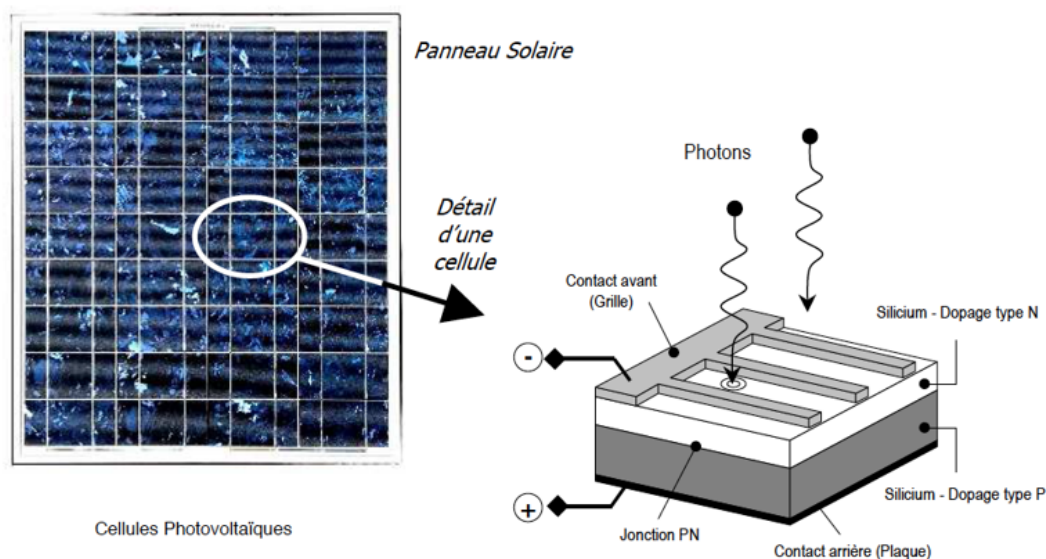 Panneau Solaire
Photons
Détail
d'une
cellule
Contact avant
(Grille)
Silicium - Dopage type N
-
+
Silicium - Dopage type P
Jonction PN
Contact arrière (Plaque)
Cellules Photovoltaïques